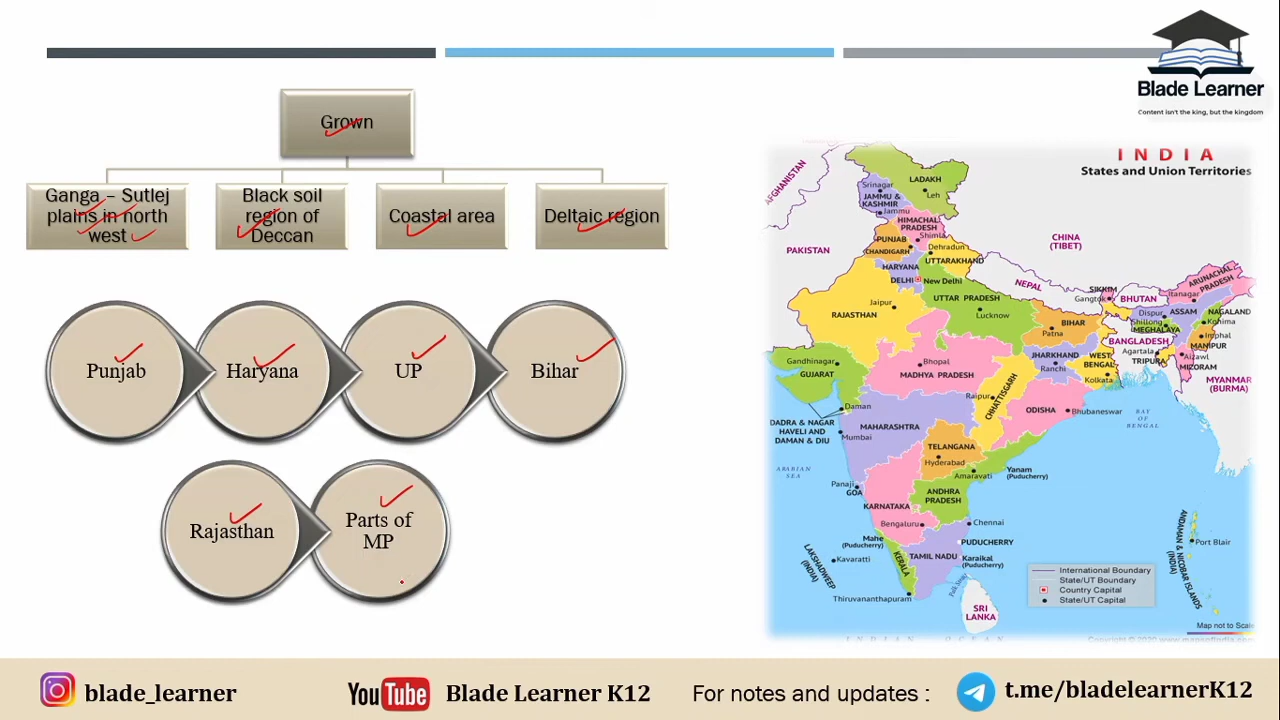 Blade Learner
Content isn't the king, but the kingdom
Grown
Ganga – Sutlej
plains in north
west
Black soil
region of
Deccan
Coastal area
Deltaic region
Punjab
Haryana
UP
Bihar
Rajasthan
Parts of
MP
INDIA
States and Union Territories
AFGHANISTAN
LADAKH
Srinagar
Leh
JAMMU &
KASHMIR
Jammu
HIMACHAL
PRADESH
Shimla
PUNJAB
CHANDIGARH
Dehradun
UTTARAKHAND
CHINA
(TIBET)
PAKISTAN
HARYANA
DELHI
New Delhi
NEPAL
SIKKIM
Gangtok
BHUTAN
ARUNACHAL
PRADESH
Itanagar
Jaipur
RAJASTHAN
UTTAR PRADESH
Lucknow
BIHAR
Patna
Dispur
ASSAM
NAGALAND
Kohima
Shillong
MEGHALAYA
Imphal
MANIPUR
BANGLADESH
Agartala
Aizawl
TRIPURA
MIZORAM
MYANMAR
(BURMA)
Gandhinagar
GUJARAT
Bhopal
MADHYA PRADESH
JHARKHAND
Ranchi
WEST
BENGAL
Kolkata
CHHATTISGARH
Raipur
ODISHA
Bhubaneswar
BAY
OF
BENGAL
Daman
DADRA & NAGAR
HAVELI AND
DAMAN & DIU
Mumbai
MAHARASHTRA
TELANGANA
Hyderabad
ARABIAN
SEA
Amaravati
Yanam
(Puducherry)
Panaji
GOA
ANDHRA
PRADESH
KARNATAKA
Bengaluru
Chennai
Mahe
(Puducherry)
PUDUCHERRY
TAMIL NADU
Karaikal
(Puducherry)
KERALA
LAKSHADWEEP
(INDIA)
Kavaratti
Thiruvananthapuram
SRI
LANKA
ANDAMAN & NICOBAR ISLANDS
(INDIA)
Port Blair
International Boundary
State/UT Boundary
Country Capital
State/UT Capital
Map not to Scale
INDIAN OCEAN
blade_learner
YouTube
Blade Learner K12
For notes and updates :
t.me/bladelearnerK12